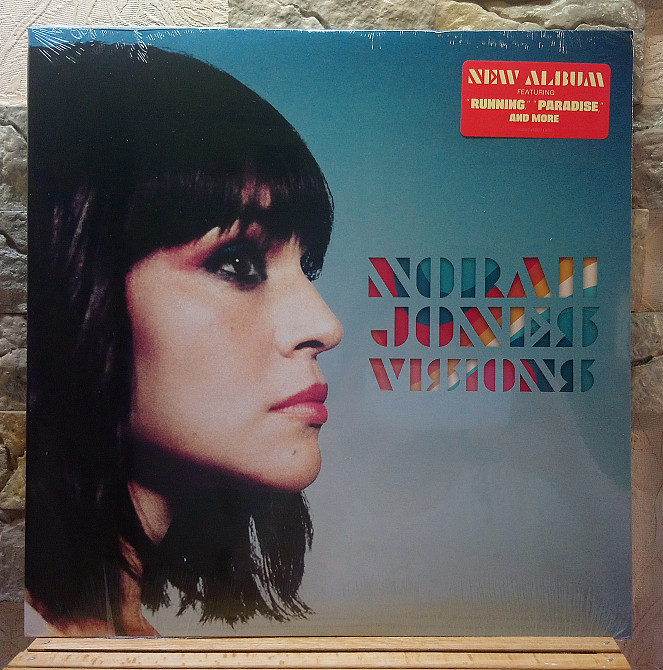 NEW ALBUM
FEATURING
"RUNNING," "PARADISE"
AND MORE
NORAH
JONES
VISIONS